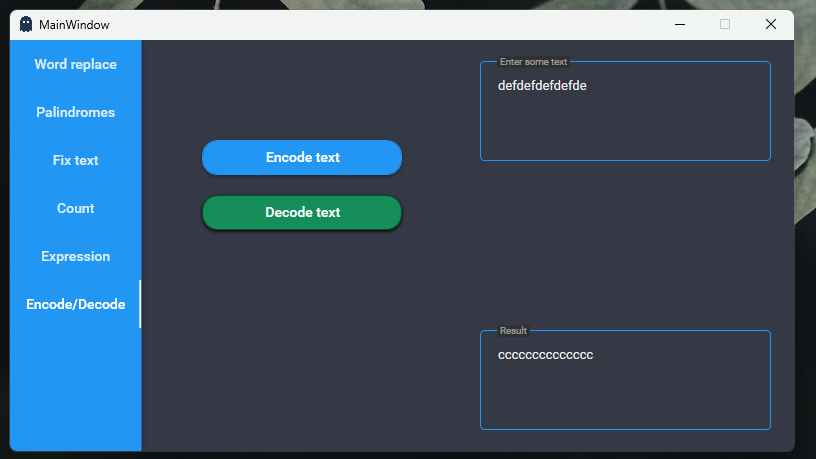 MainWindow
Word replace
Palindromes
Fix text
Count
Expression
Encode/Decode
Encode text
Decode text
Enter some text
defdefdefdefde
Result
cccccccccccccc